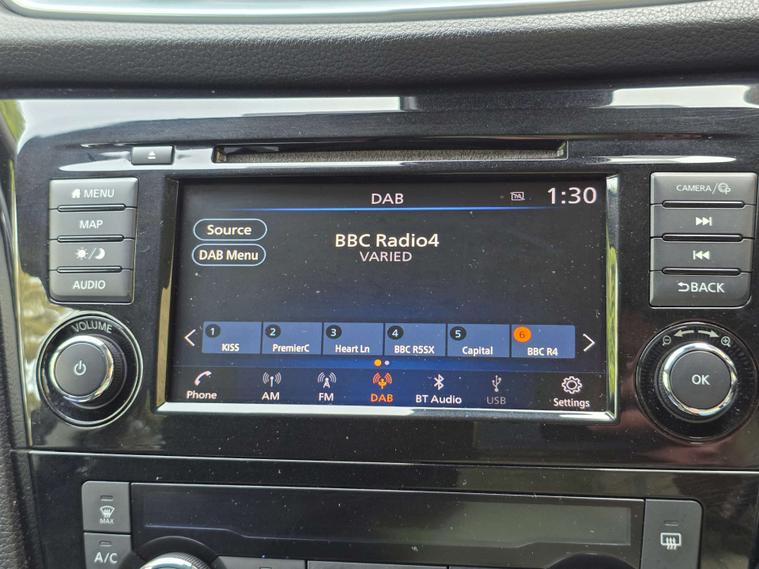 DAB
1:30
MENU
MAP
AUDIO
VOLUME
Source
DAB Menu
BBC Radio4
VARIED
1 KISS
2 PremierC
3 Heart Ln
4 BBC R5SX
5 Capital
6 BBC R4
Phone
AM
FM
DAB
BT Audio
USB
Settings
CAMERA/
BACK
OK
MAX
A/C